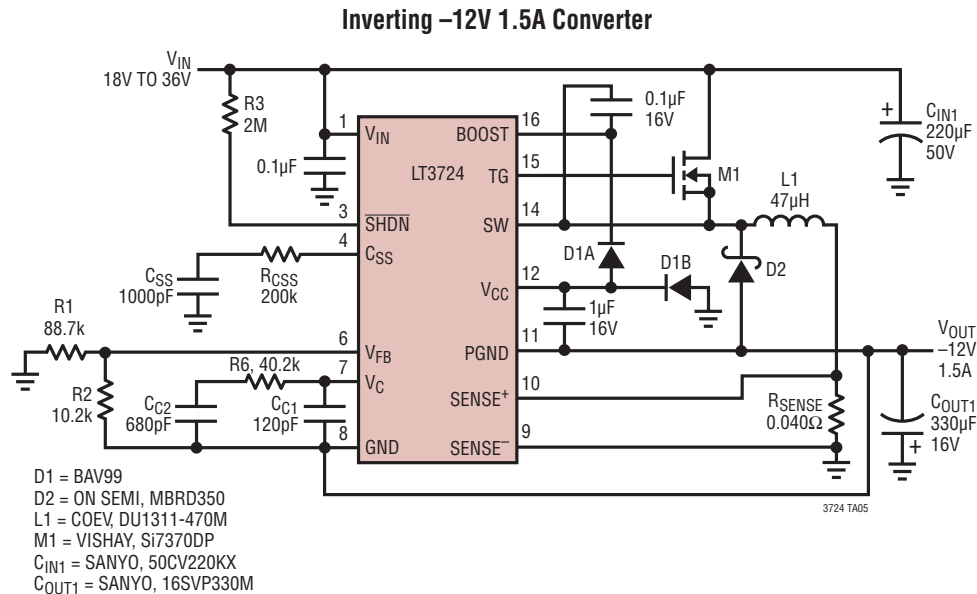 Inverting –12V 1.5A Converter
VIN
18V TO 36V
R3
2M
0.1µF
1
VIN
3
SHDN
4
CSS
CSS
1000pF
RCSS
200k
R1
88.7k
R2
10.2k
6
VFB
R6, 40.2k
7
VC
CC2
680pF
CC1
120pF
8
GND
LT3724
BOOST
16
0.1µF
16V
TG
15
M1
SW
14
L1
47µH
D1A
D1B
D2
VCC
12
1µF
16V
PGND
11
SENSE+
10
SENSE–
9
RSENSE
0.040Ω
CIN1
220µF
50V
+
VOUT
–12V
1.5A
COUT1
330µF
16V
+
3724 TA05
D1 = BAV99
D2 = ON SEMI, MBRD350
L1 = COEV, DU1311-470M
M1 = VISHAY, Si7370DP
CIN1 = SANYO, 50CV220KX
COUT1 = SANYO, 16SVP330M